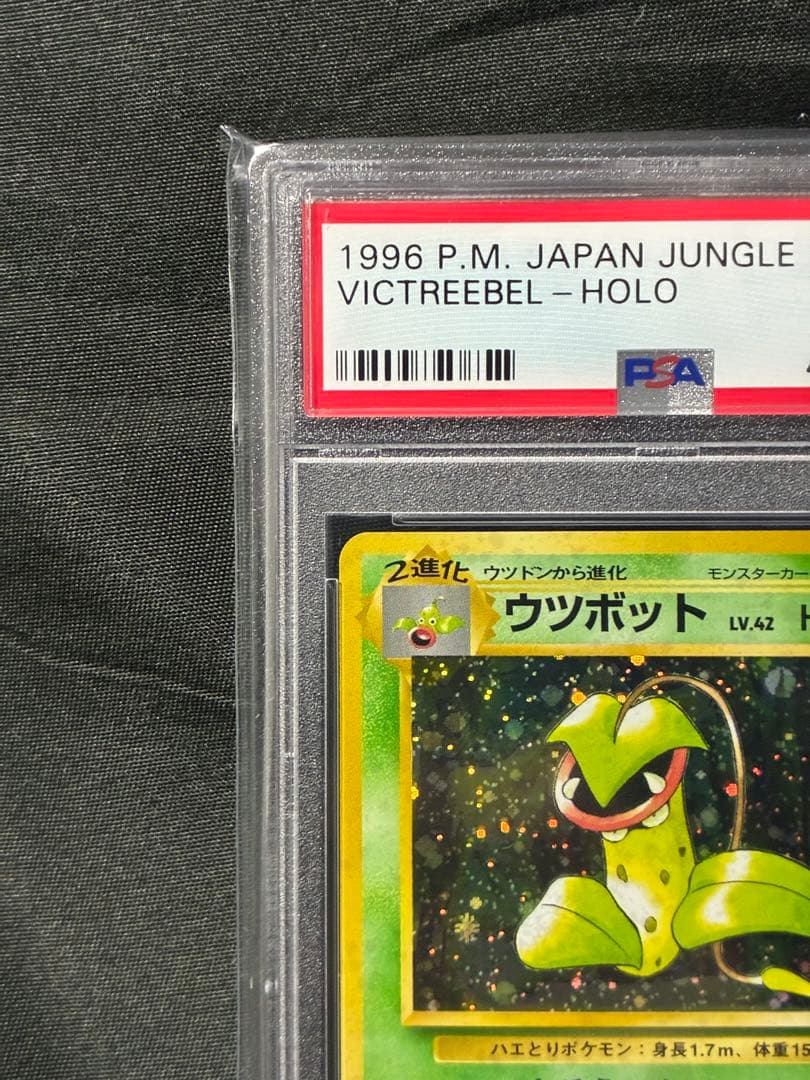 1996 P.M. JAPAN JUNGLE
VICTREEBEL – HOLO
PSA
2進化 ウツドンから進化 モンスターカー
ウツボット LV.42
ハエとりポケモン：身長1.7m、体重15